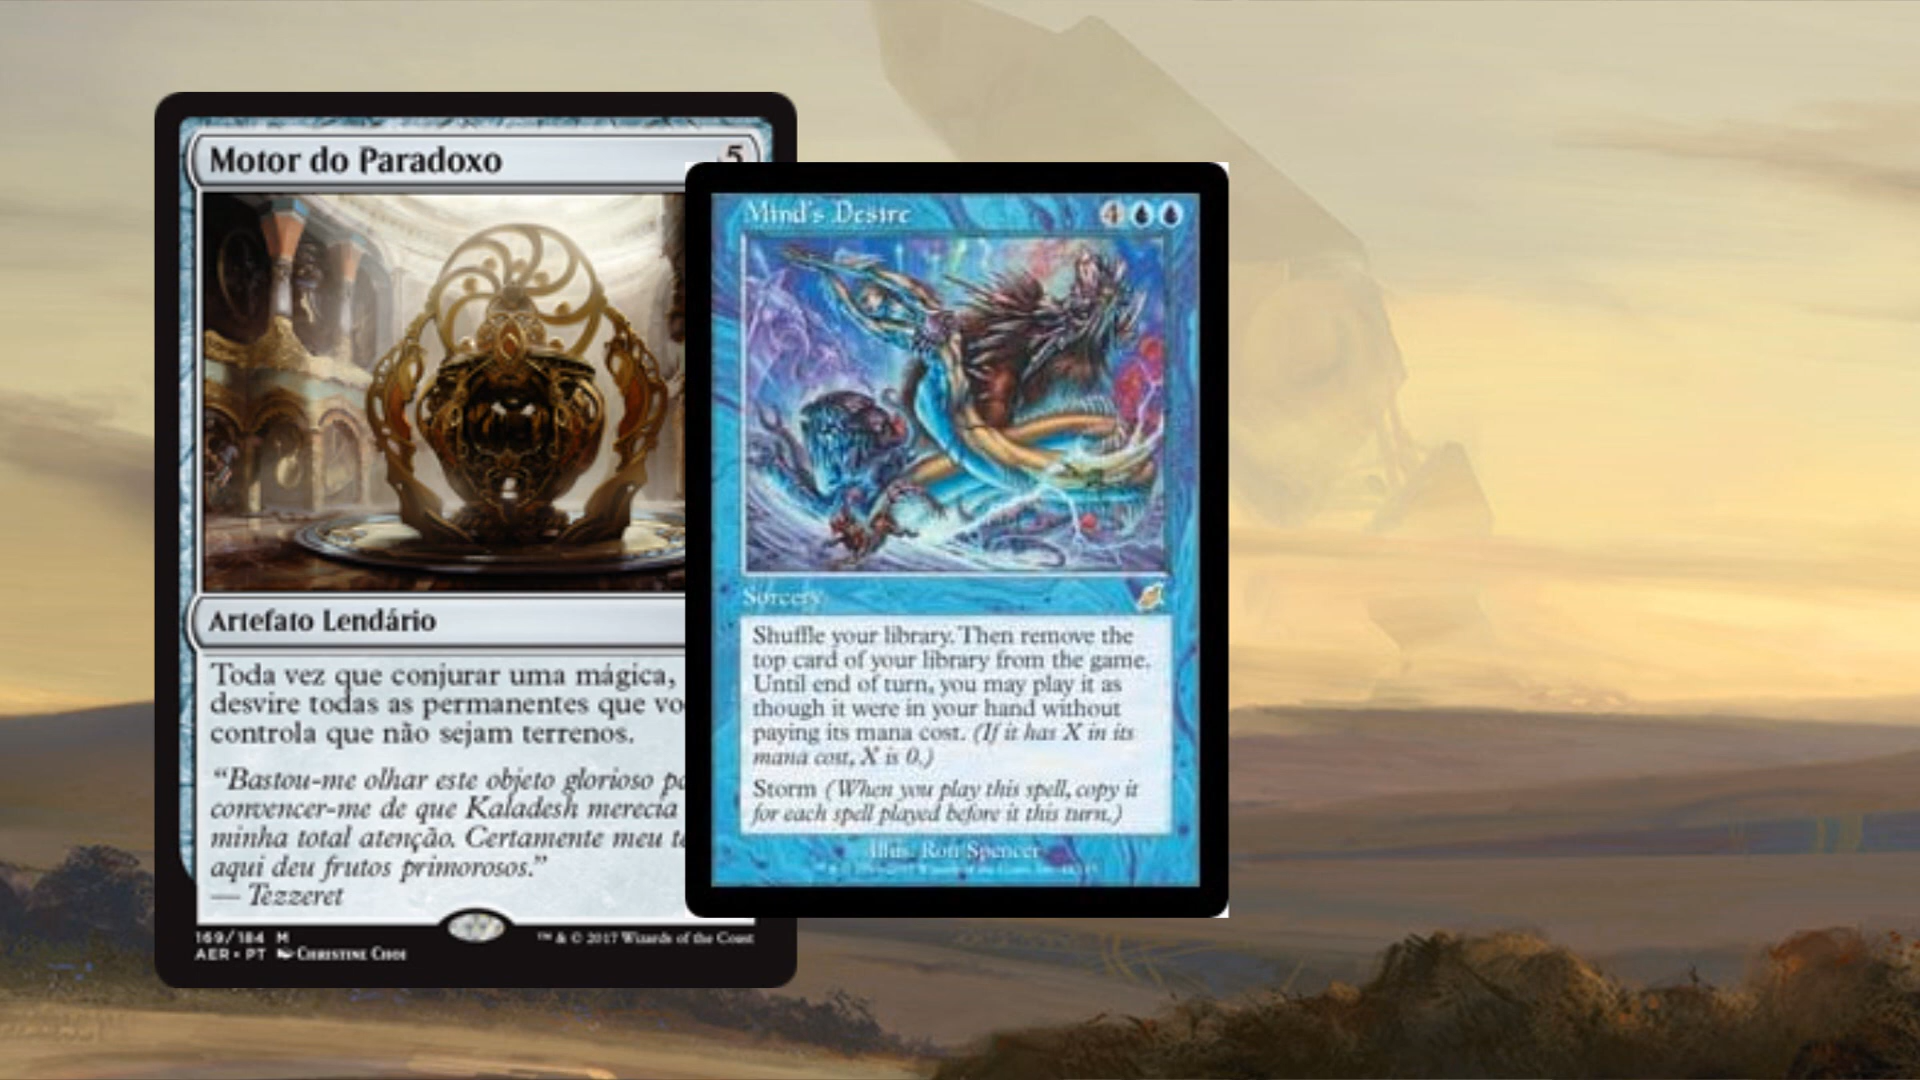 Motor do Paradoxo
5
Artefato Lendário
Toda vez que conjurar uma mágica,
desvire todas as permanentes que vo
controla que não sejam terrenos.
“Bastou-me olhar este objeto glorioso pa
convencer-me de que Kaladesh merecia
minha total atenção. Certamente meu te
aqui deu frutos primorosos.”
— Tezzeret
169/184 M
AER • PT Christine Choi
™ & © 2017 Wizards of the Coast
Mind's Desire
4
Sorcery
Shuffle your library. Then remove the
top card of your library from the game.
Until end of turn, you may play it as
though it were in your hand without
paying its mana cost. (If it has X in its
mana cost, X is 0.)
Storm (When you play this spell, copy it
for each spell played before it this turn.)
Illus. Ron Spencer